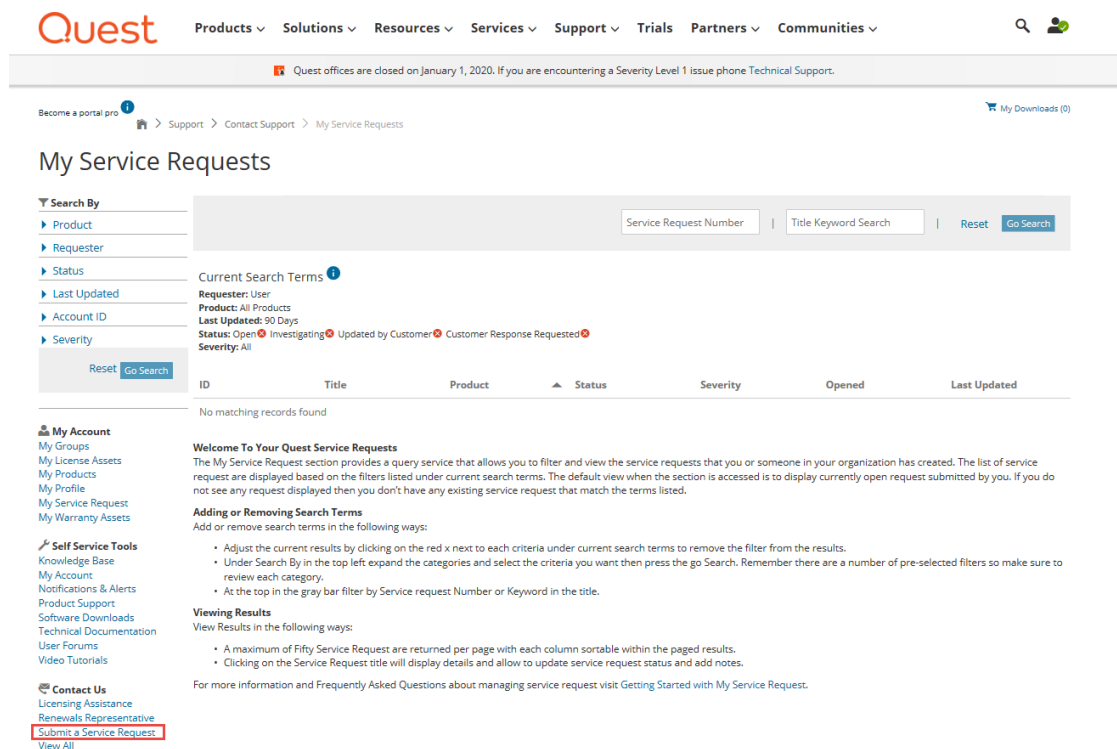 Quest
Products Solutions Resources Services Support Trials Partners Communities
Quest offices are closed on January 1, 2020. If you are encountering a Severity Level 1 issue phone Technical Support.
Become a portal pro
My Downloads (0)
> Support > Contact Support > My Service Requests
My Service Requests
Search By
Product
Requester
Status
Last Updated
Account ID
Severity
Reset Go Search
Service Request Number | Title Keyword Search | Reset Go Search
Current Search Terms
Requester: User
Product: All Products
Last Updated: 90 Days
Status: Open Investigating Updated by Customer Customer Response Requested
Severity: All
ID Title Product Status Severity Opened Last Updated
No matching records found
My Account
My Groups
My License Assets
My Products
My Profile
My Service Request
My Warranty Assets
Self Service Tools
Knowledge Base
My Account
Notifications & Alerts
Product Support
Software Downloads
Technical Documentation
User Forums
Video Tutorials
Contact Us
Licensing Assistance
Renewals Representative
Submit a Service Request
View All
Welcome To Your Quest Service Requests
The My Service Request section provides a query service that allows you to filter and view the service requests that you or someone in your organization has created. The list of service
request are displayed based on the filters listed under current search terms. The default view when the section is accessed is to display currently open request submitted by you. If you do
not see any request displayed then you don't have any existing service request that match the terms listed.
Adding or Removing Search Terms
Add or remove search terms in the following ways:
• Adjust the current results by clicking on the red x next to each criteria under current search terms to remove the filter from the results.
• Under Search By in the top left expand the categories and select the criteria you want then press the go Search. Remember there are a number of pre-selected filters so make sure to
review each category.
• At the top in the gray bar filter by Service request Number or Keyword in the title.
Viewing Results
View Results in the following ways:
• A maximum of Fifty Service Request are returned per page with each column sortable within the paged results.
• Clicking on the Service Request title will display details and allow to update service request status and add notes.
For more information and Frequently Asked Questions about managing service request visit Getting Started with My Service Request.